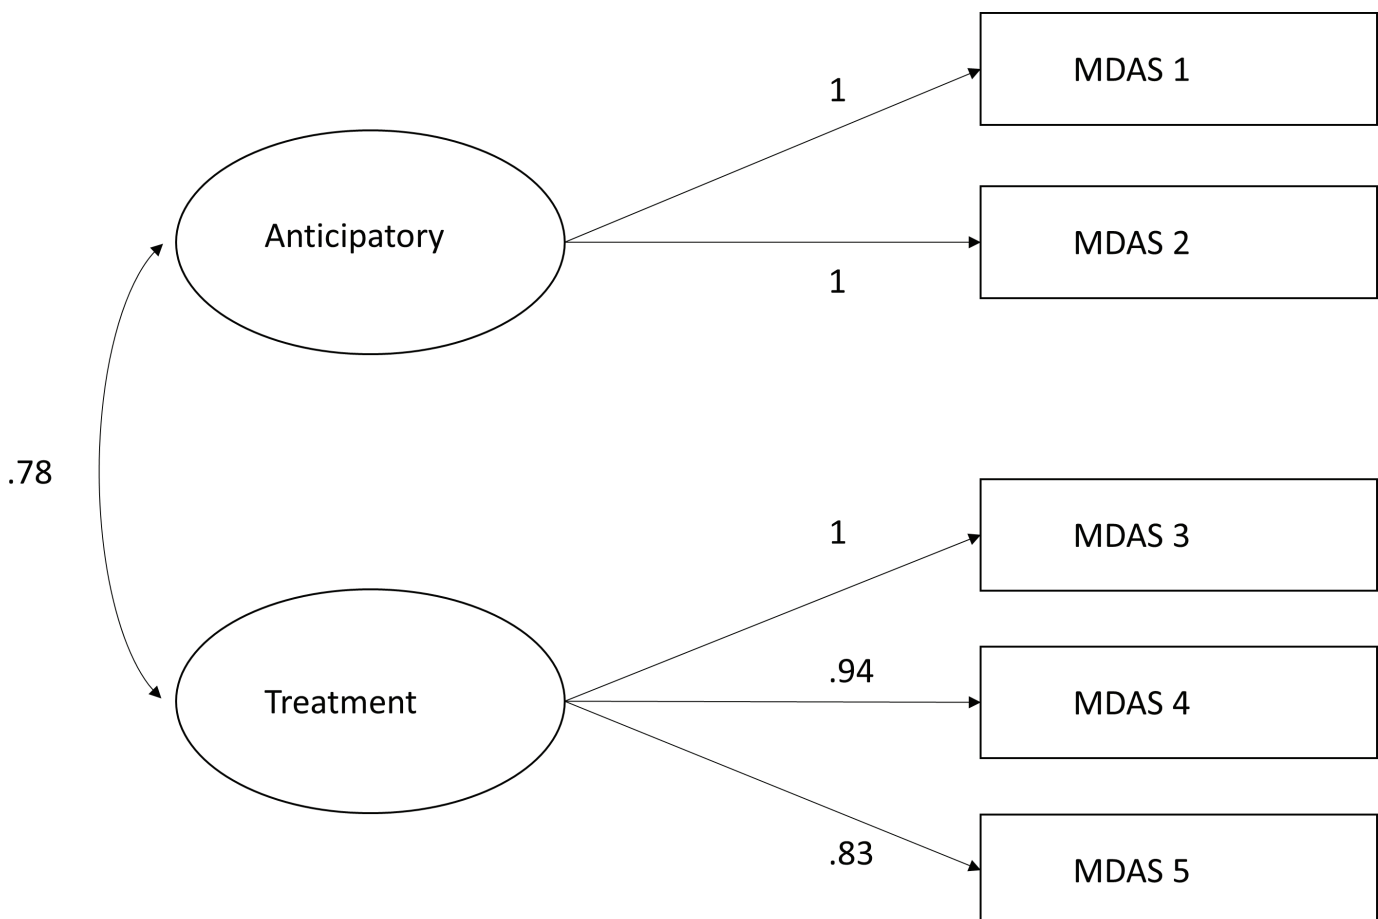 1
MDAS 1
Anticipatory
MDAS 2
1
.78
1
MDAS 3
.94
Treatment
MDAS 4
.83
MDAS 5